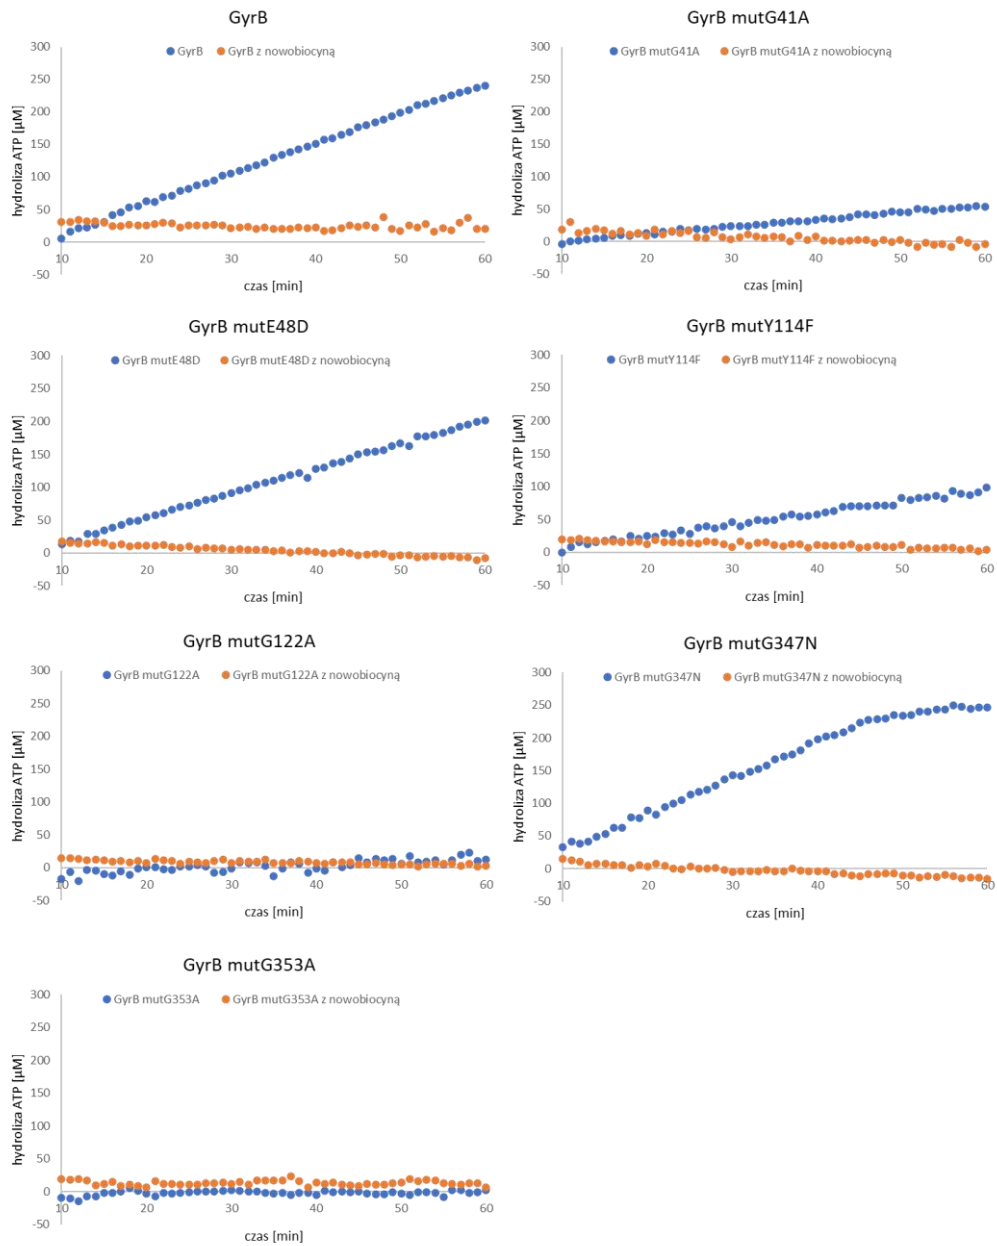 GyrB
GyrB GyrB z nowobiocyną
hydroliza ATP [µM]
300
250
200
150
100
50
0
-50
10 20 30 40 50 60
czas [min]
GyrB mutG41A
GyrB mutG41A GyrB mutG41A z nowobiocyną
hydroliza ATP [µM]
300
250
200
150
100
50
0
-50
10 20 30 40 50 60
czas [min]
GyrB mutE48D
GyrB mutE48D GyrB mutE48D z nowobiocyną
hydroliza ATP [µM]
300
250
200
150
100
50
0
-50
10 20 30 40 50 60
czas [min]
GyrB mutY114F
GyrB mutY114F GyrB mutY114F z nowobiocyną
hydroliza ATP [µM]
300
250
200
150
100
50
0
-50
10 20 30 40 50 60
czas [min]
GyrB mutG122A
GyrB mutG122A GyrB mutG122A z nowobiocyną
hydroliza ATP [µM]
300
250
200
150
100
50
0
-50
10 20 30 40 50 60
czas [min]
GyrB mutG347N
GyrB mutG347N GyrB mutG347N z nowobiocyną
hydroliza ATP [µM]
300
250
200
150
100
50
0
-50
10 20 30 40 50 60
czas [min]
GyrB mutG353A
GyrB mutG353A GyrB mutG353A z nowobiocyną
hydroliza ATP [µM]
300
250
200
150
100
50
0
-50
10 20 30 40 50 60
czas [min]